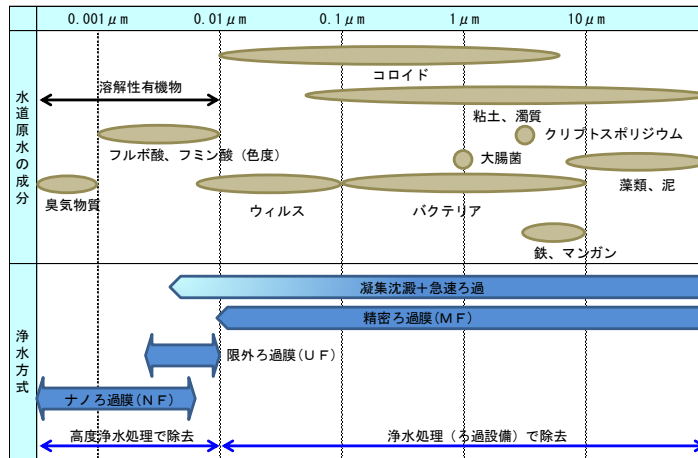 0.001μm 0.01μm 0.1μm 1μm 10μm
水道原水の成分
コロイド
溶解性有機物
粘土、濁質
クリプトスポリジウム
フルボ酸、フミン酸（色度）
大腸菌
藻類、泥
臭気物質
ウィルス
バクテリア
鉄、マンガン
浄水方式
凝集沈澱＋急速ろ過
精密ろ過膜(ＭＦ)
限外ろ過膜(ＵＦ)
ナノろ過膜(ＮＦ)
高度浄水処理で除去
浄水処理（ろ過設備）で除去